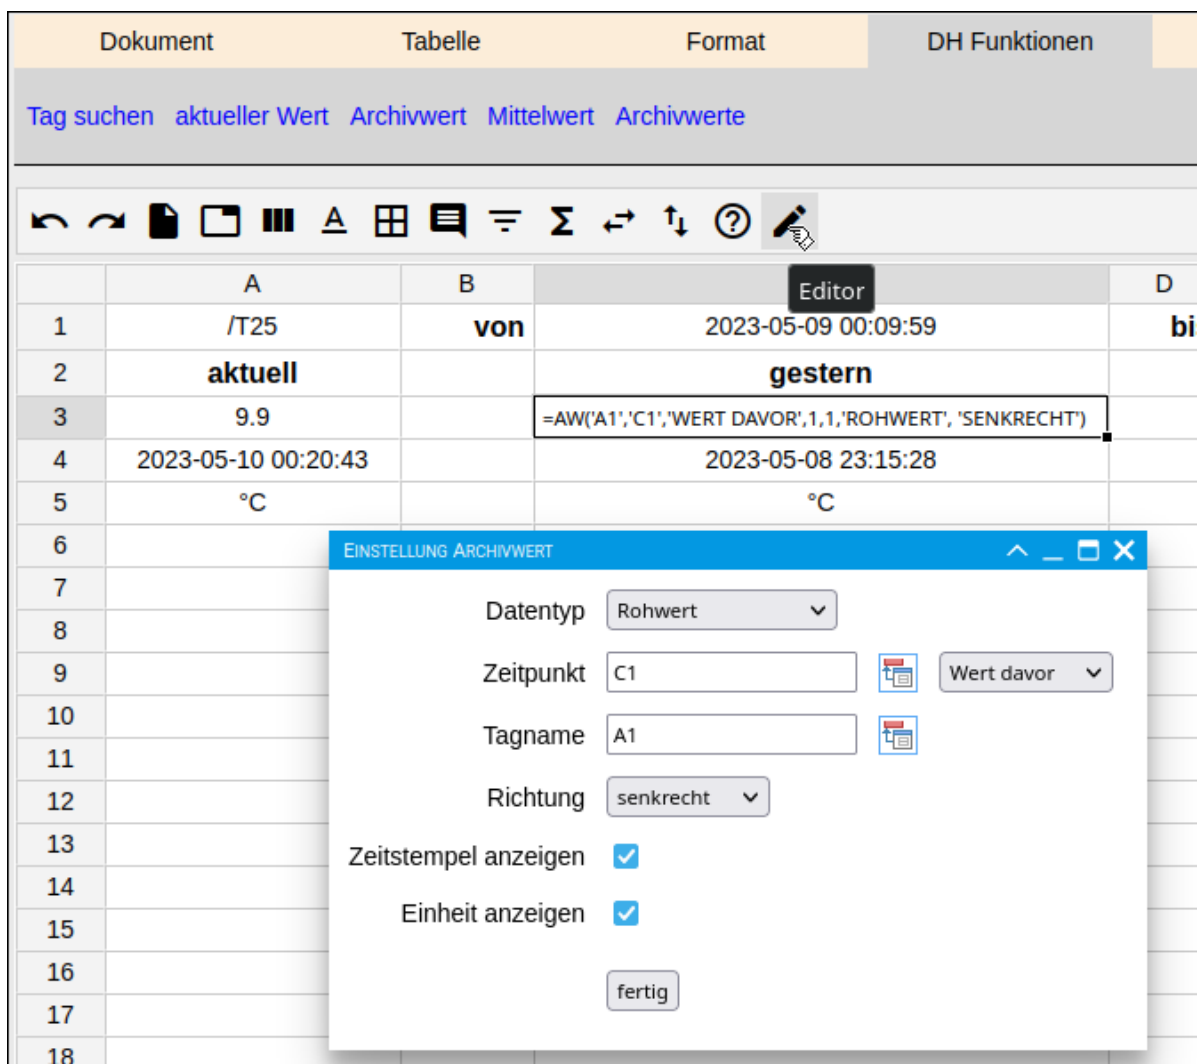 Dokument Tabelle Format DH Funktionen
Tag suchen aktueller Wert Archivwert Mittelwert Archivwerte
Editor
A B D
1 /T25 von 2023-05-09 00:09:59 bi
2 aktuell gestern
3 9.9 =AW('A1','C1','WERT DAVOR',1,1,'ROHWERT', 'SENKRECHT')
4 2023-05-10 00:20:43 2023-05-08 23:15:28
5 °C °C
6
EINSTELLUNG ARCHIVWERT
7
Datentyp Rohwert
8
9 Zeitpunkt C1 Wert davor
10
Tagname A1
11
12 Richtung senkrecht
13
Zeitstempel anzeigen
14
15 Einheit anzeigen
16
fertig
17
18